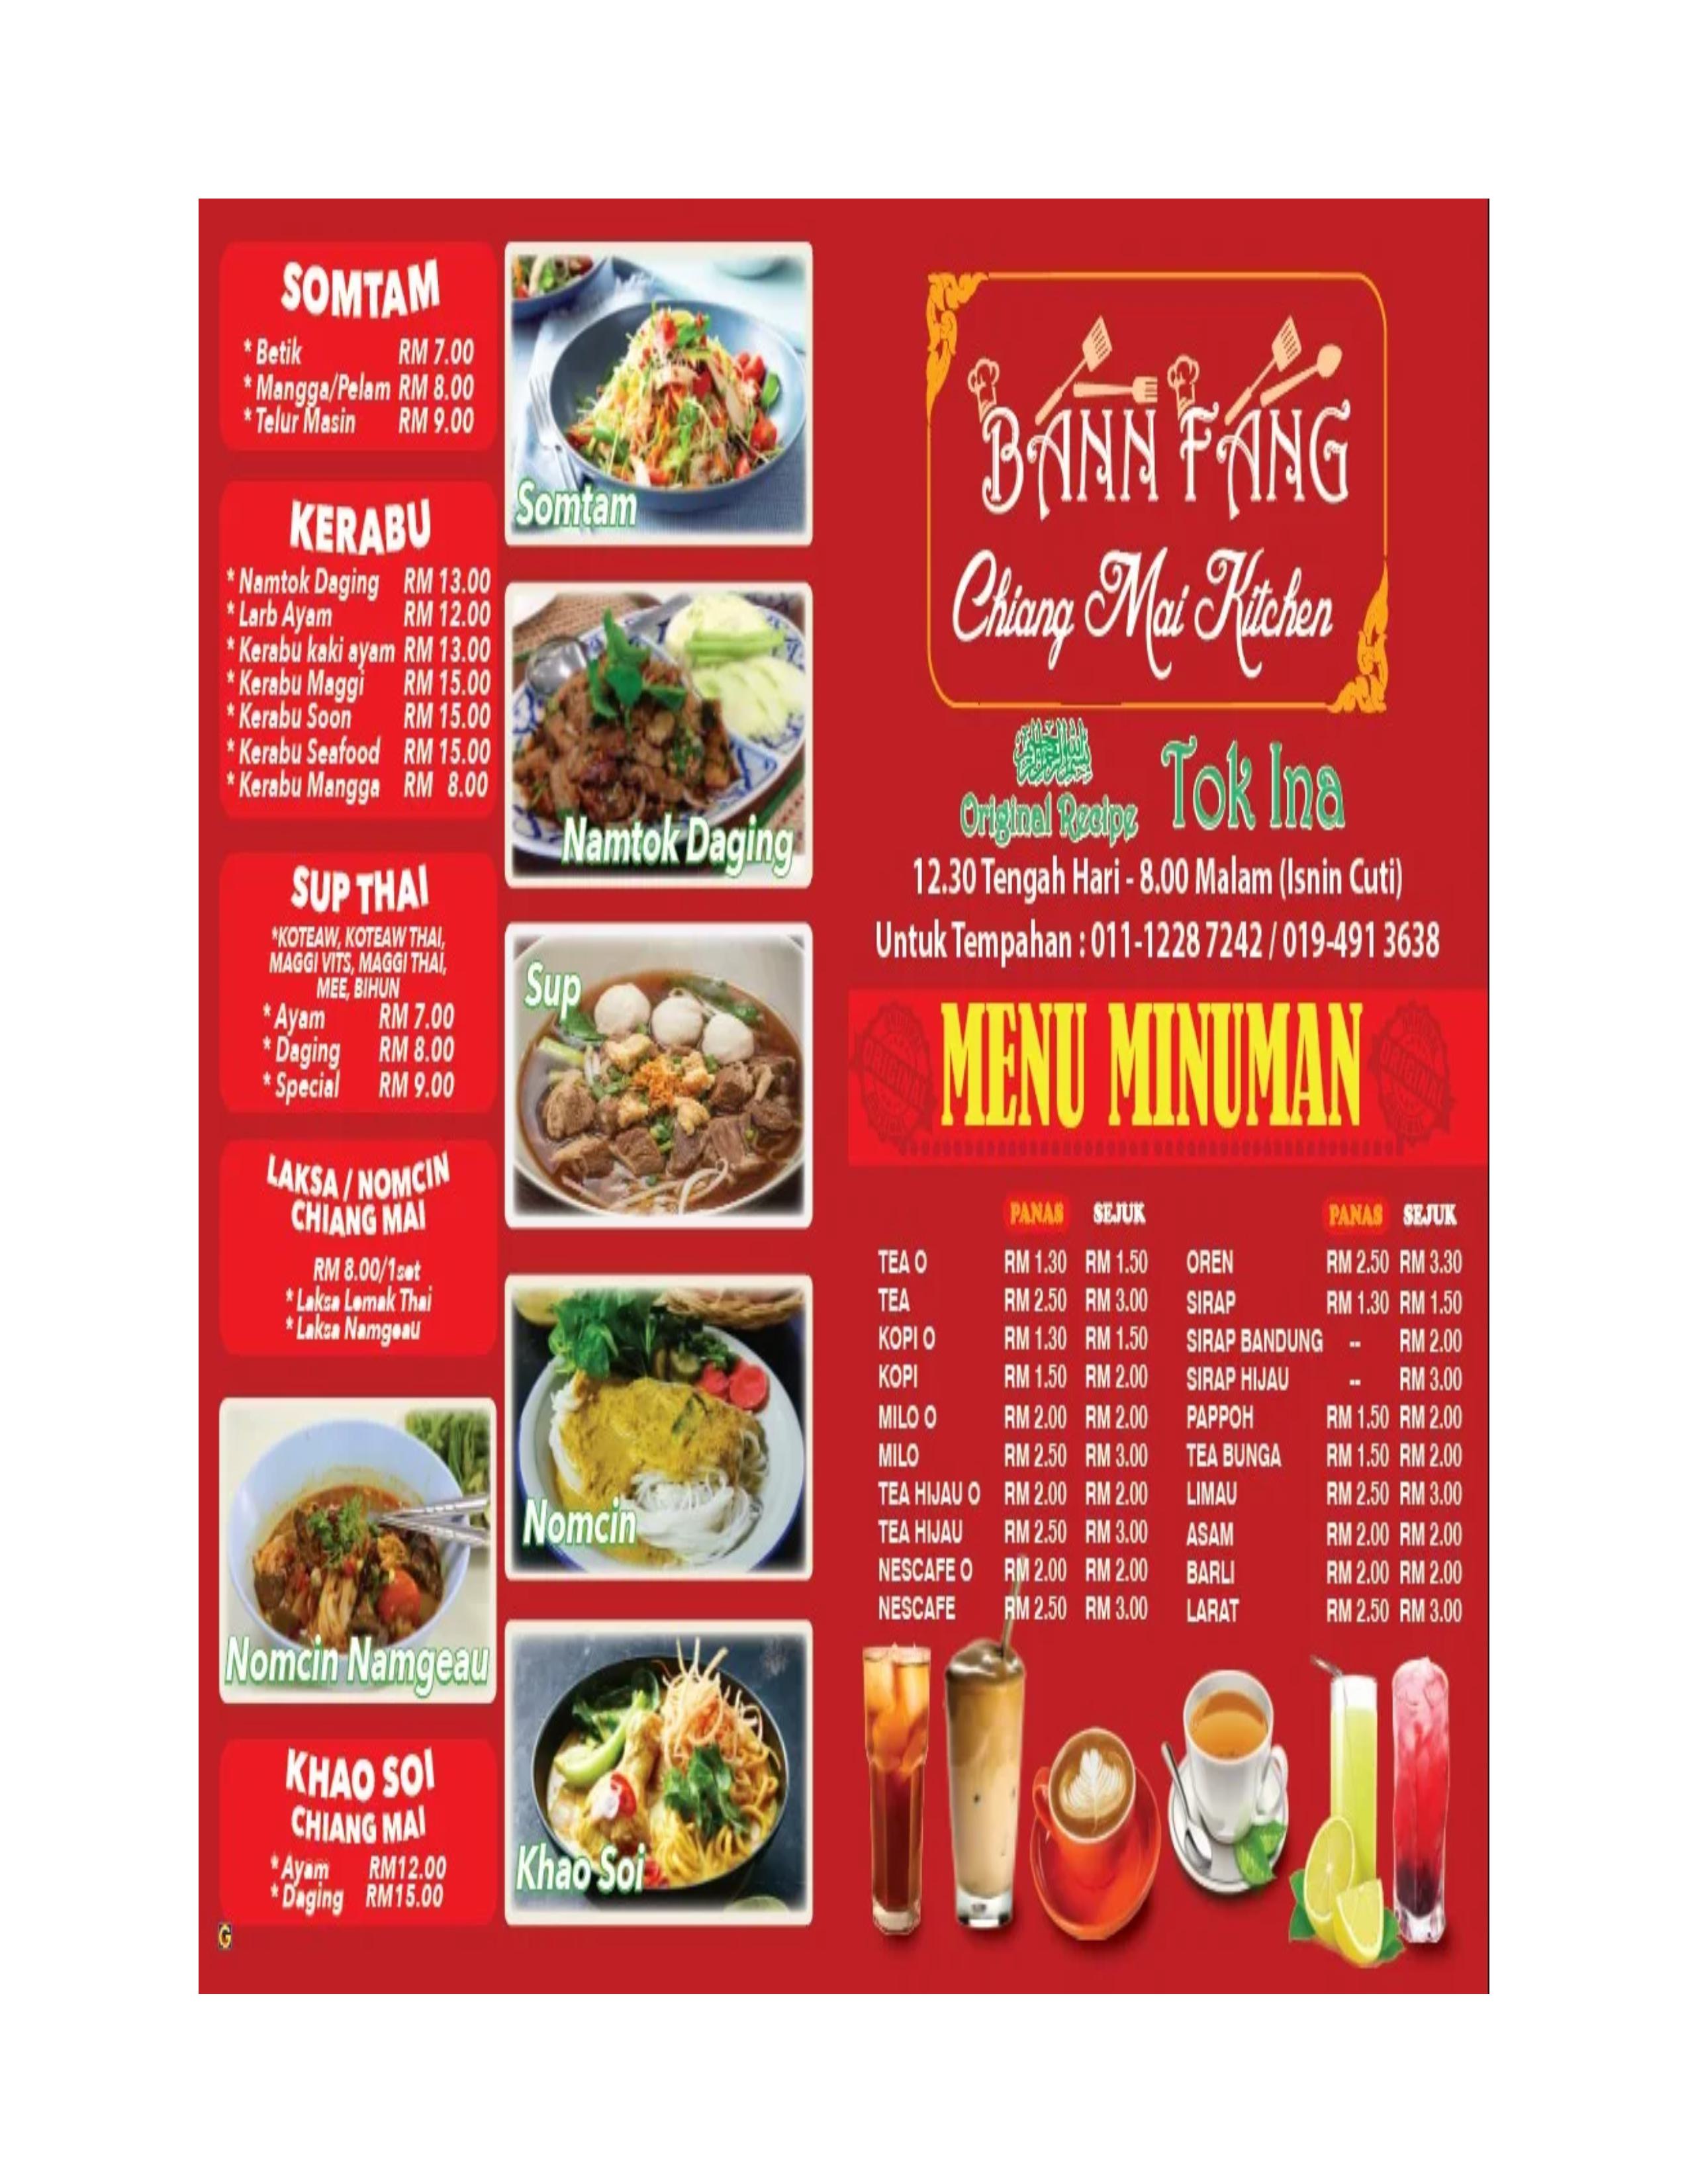 SOMTAM
* Betik RM 7.00
* Mangga/Pelam RM 8.00
* Telur Masin RM 9.00
KERABU
* Namtok Daging RM 13.00
* Larb Ayam RM 12.00
* Kerabu kaki ayam RM 13.00
* Kerabu Maggi RM 15.00
* Kerabu Soon RM 15.00
* Kerabu Seafood RM 15.00
* Kerabu Mangga RM 8.00
SUP THAI
*KOTEAW, KOTEAW THAI,
MAGGI VITS, MAGGI THAI,
MEE, BIHUN
* Ayam RM 7.00
* Daging RM 8.00
* Special RM 9.00
LAKSA / NOMCIN
CHIANG MAI
RM 8.00/1set
* Laksa Lemak Thai
* Laksa Namgeau
Nomcin Namgeau
KHAO SOI
CHIANG MAI
* Ayam RM12.00
* Daging RM15.00
G
Somtam
Namtok Daging
Sup
Nomcin
Khao Soi
BANN FANG
Chiang Mai Kitchen
Original Recipe Tok Ina
12.30 Tengah Hari - 8.00 Malam (Isnin Cuti)
Untuk Tempahan : 011-1228 7242 / 019-491 3638
MENU MINUMAN
PANAS SEJUK
TEA O RM 1.30 RM 1.50
TEA RM 2.50 RM 3.00
KOPI O RM 1.30 RM 1.50
KOPI RM 1.50 RM 2.00
MILO O RM 2.00 RM 2.00
MILO RM 2.50 RM 3.00
TEA HIJAU O RM 2.00 RM 2.00
TEA HIJAU RM 2.50 RM 3.00
NESCAFE O RM 2.00 RM 2.00
NESCAFE RM 2.50 RM 3.00
PANAS SEJUK
OREN RM 2.50 RM 3.30
SIRAP RM 1.30 RM 1.50
SIRAP BANDUNG -- RM 2.00
SIRAP HIJAU -- RM 3.00
PAPPOH RM 1.50 RM 2.00
TEA BUNGA RM 1.50 RM 2.00
LIMAU RM 2.50 RM 3.00
ASAM RM 2.00 RM 2.00
BARLI RM 2.00 RM 2.00
LARAT RM 2.50 RM 3.00